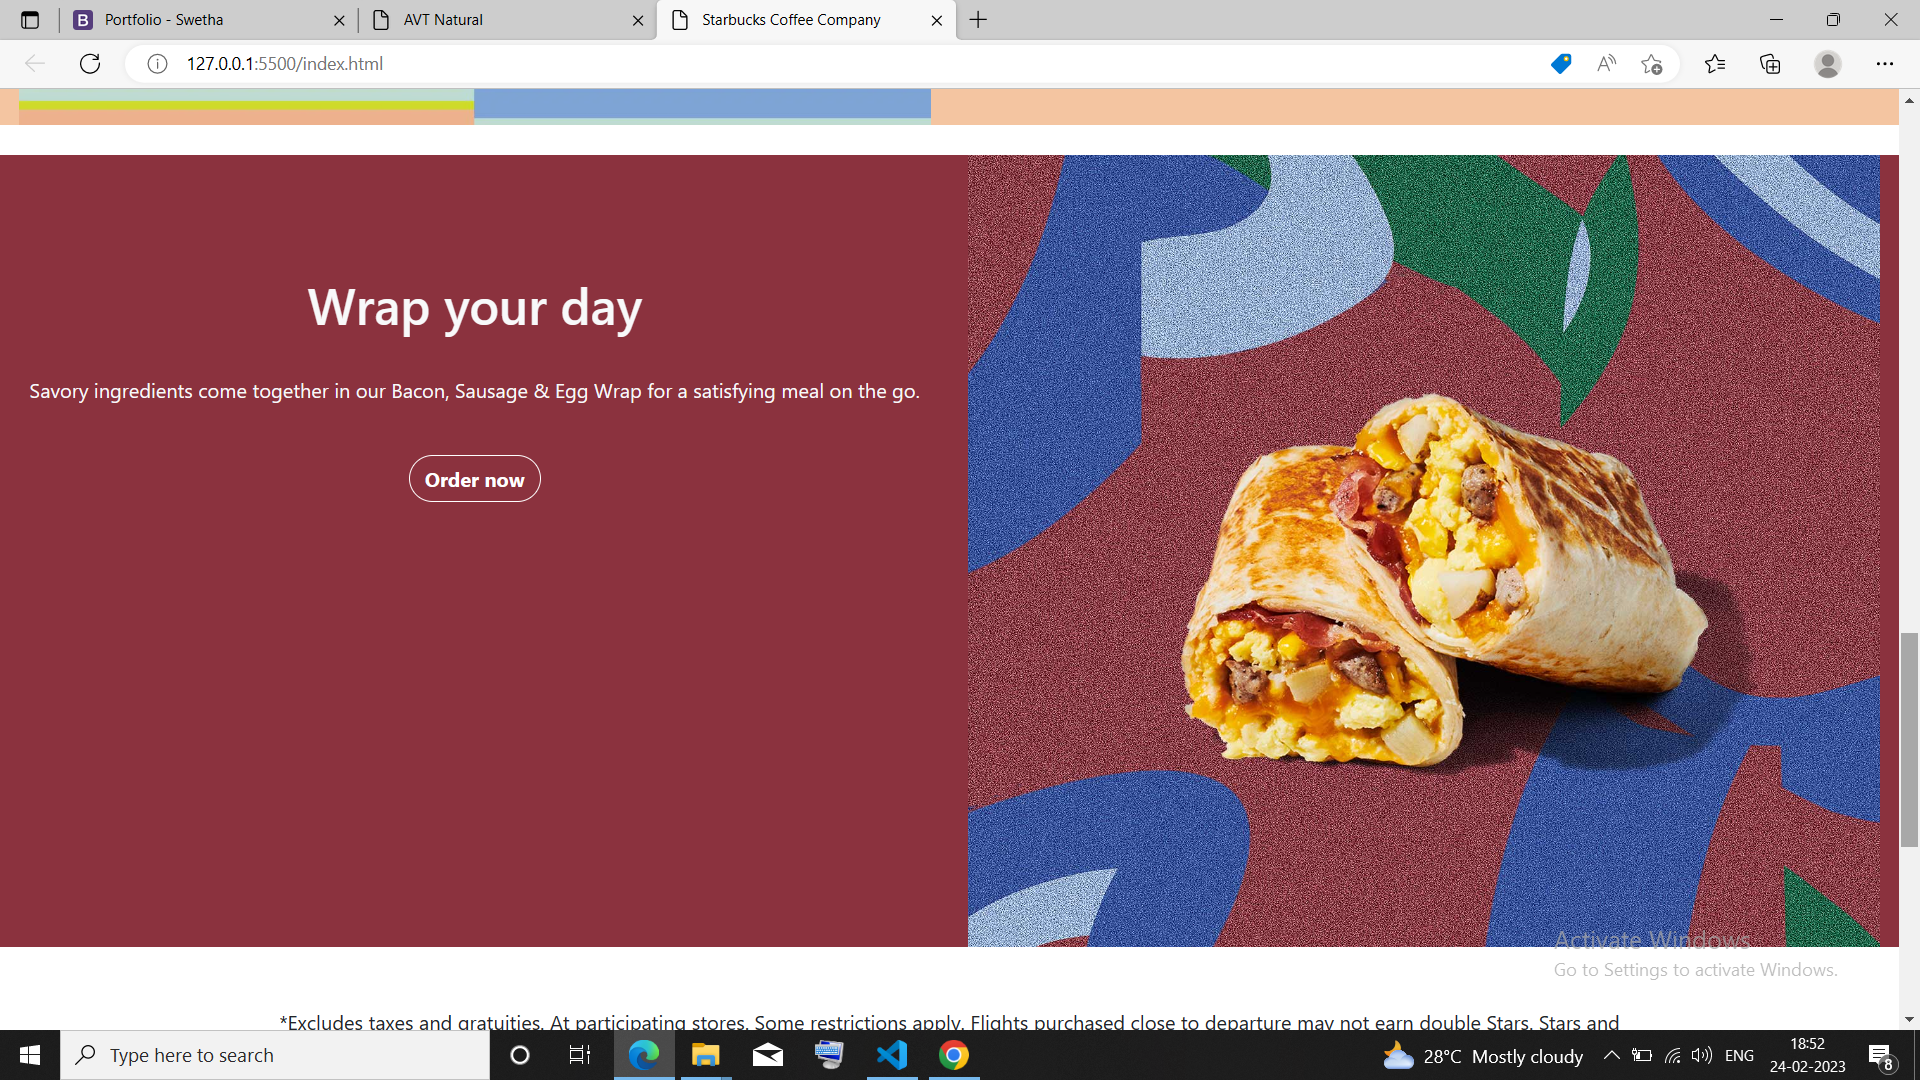 Portfolio - Swetha
AVT Natural
Starbucks Coffee Company
127.0.0.1:5500/index.html
Wrap your day
Savory ingredients come together in our Bacon, Sausage & Egg Wrap for a satisfying meal on the go.
Order now
Activate Windows
Go to Settings to activate Windows.
*Excludes taxes and gratuities. At participating stores. Some restrictions apply. Flights purchased close to departure may not earn double Stars. Stars and
Type here to search
28°C Mostly cloudy
ENG
18:52
24-02-2023
8